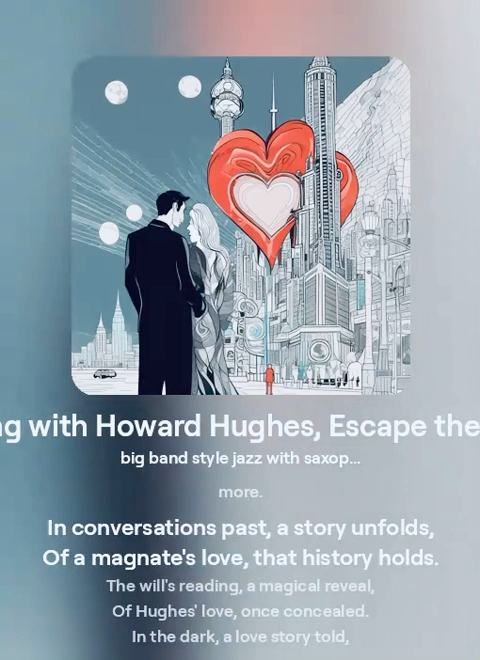 with Howard Hughes, Escape the
big band style jazz with saxop...
more.
In conversations past, a story unfolds,
Of a magnate's love, that history holds.
The will's reading, a magical reveal,
Of Hughes' love, once concealed.
In the dark, a love story told,